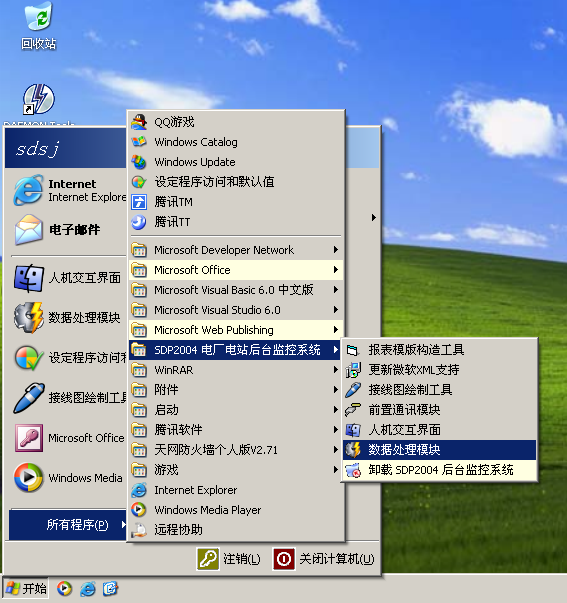 回收站
DAEMON Tools
sdsj
Internet
Internet Explore
电子邮件
人机交互界面
数据处理模块
设定程序访问和
接线图绘制工具
Microsoft Office
Windows Media
所有程序(P)
QQ游戏
Windows Catalog
Windows Update
设定程序访问和默认值
腾讯TM
腾讯TT
Microsoft Developer Network
Microsoft Office
Microsoft Visual Basic 6.0 中文版
Microsoft Visual Studio 6.0
Microsoft Web Publishing
SDP2004 电厂电站后台监控系统
WinRAR
附件
启动
腾讯软件
天网防火墙个人版V2.71
游戏
Internet Explorer
Windows Media Player
远程协助
报表模版构造工具
更新微软XML支持
接线图绘制工具
前置通讯模块
人机交互界面
数据处理模块
卸载 SDP2004 后台监控系统
注销(L)
关闭计算机(U)
开始